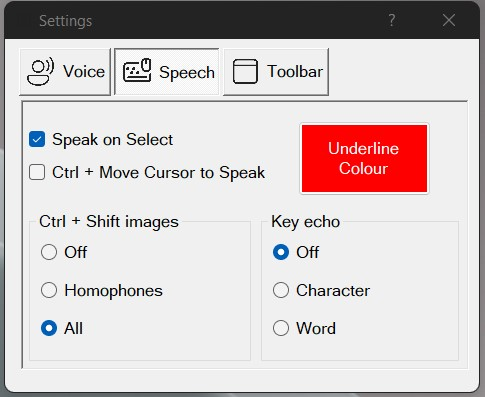 Settings ?
Voice Speech Toolbar
Speak on Select
Ctrl + Move Cursor to Speak
Underline
Colour
Ctrl + Shift images
Off
Homophones
All
Key echo
Off
Character
Word